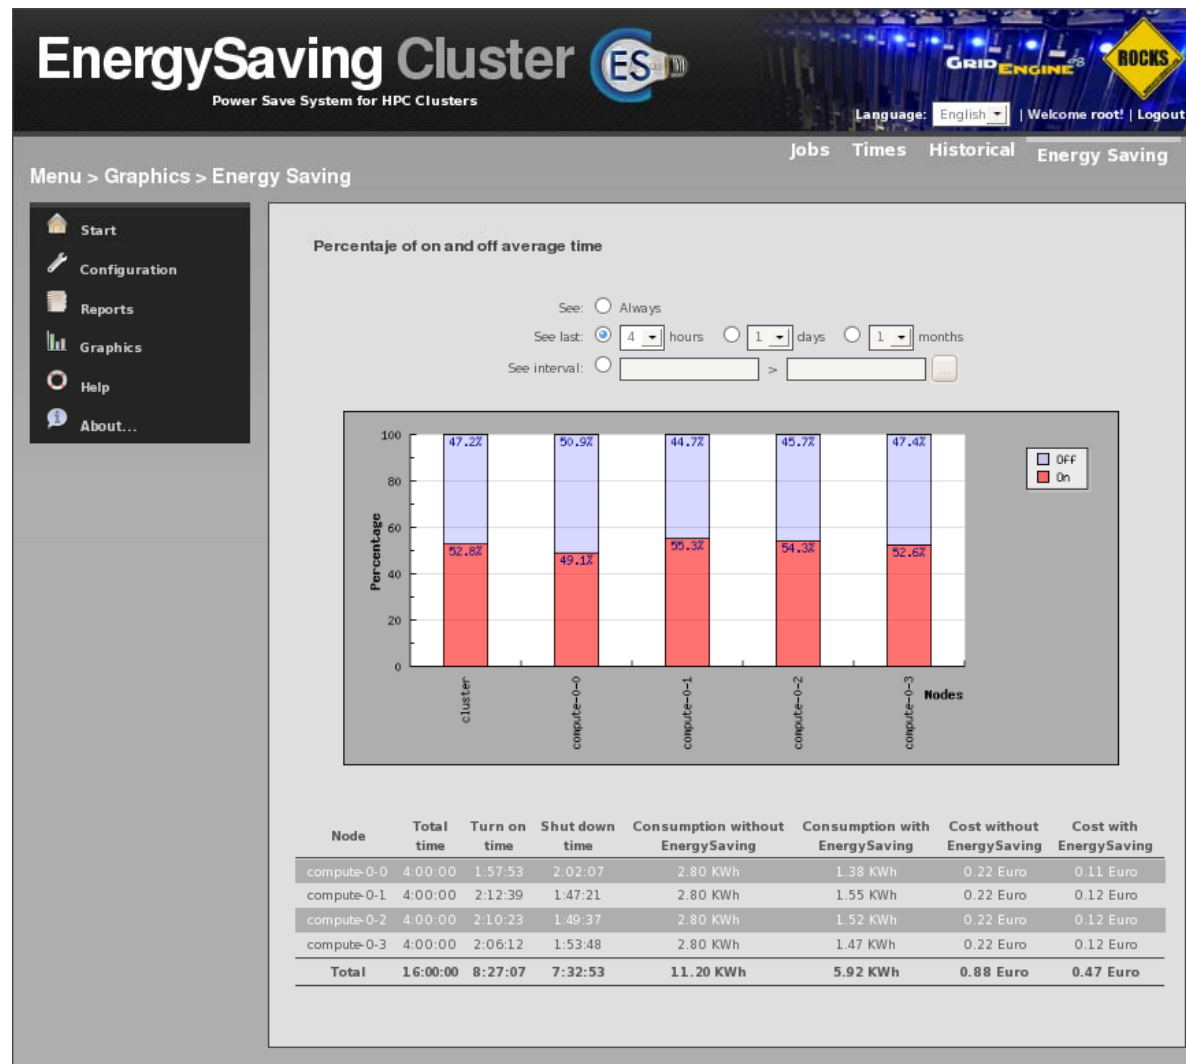 EnergySaving Cluster
ES
Power Save System for HPC Clusters
GRID ENGINE
ROCKS
Language: English | Welcome root! | Logout
Jobs Times Historical Energy Saving
Menu > Graphics > Energy Saving
Start
Configuration
Reports
Graphics
Help
About...
Percentaje of on and off average time
See: Always
See last: 4 hours 1 days 1 months
See interval: > ...
100
80
60
40
20
0
Percentage
47.2% 50.9% 44.7% 45.7% 47.4%
52.8% 49.1% 55.3% 54.3% 52.6%
Off
On
cluster
compute-0-0
compute-0-1
compute-0-2
compute-0-3
Nodes
Node Total time Turn on time Shut down time Consumption without EnergySaving Consumption with EnergySaving Cost without EnergySaving Cost with EnergySaving
compute-0-0 4:00:00 1:57:53 2:02:07 2.80 KWh 1.38 KWh 0.22 Euro 0.11 Euro
compute-0-1 4:00:00 2:12:39 1:47:21 2.80 KWh 1.55 KWh 0.22 Euro 0.12 Euro
compute-0-2 4:00:00 2:10:23 1:49:37 2.80 KWh 1.52 KWh 0.22 Euro 0.12 Euro
compute-0-3 4:00:00 2:06:12 1:53:48 2.80 KWh 1.47 KWh 0.22 Euro 0.12 Euro
Total 16:00:00 8:27:07 7:32:53 11.20 KWh 5.92 KWh 0.88 Euro 0.47 Euro